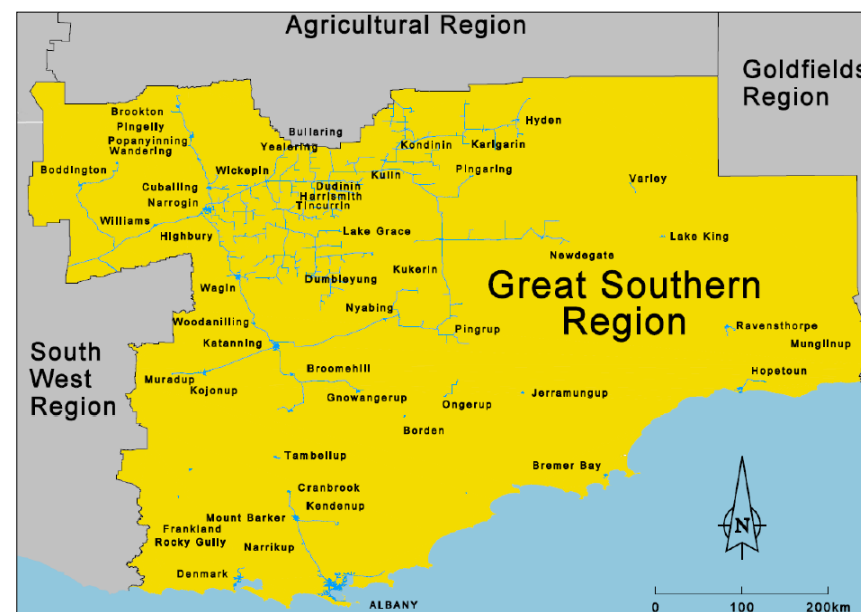 Agricultural Region
Goldfields
Region
Brookton
Pingelly
Popanyinning
Wandering
Bullaring
Yealering
Hyden
Kondinin
Karlgarin
Boddington
Wickepin
Kulin
Pingaring
Varley
Cuballing
Narrogin
Dudinin
Harrismith
Tincurrin
Williams
Highbury
Lake Grace
Lake King
Newdegate
Kukerin
Dumbleyung
Wagin
Great Southern
Region
Nyabing
Woodanilling
Katanning
Pingrup
Ravensthorpe
Munglinup
South
West
Region
Muradup
Kojonup
Broomehill
Gnowangerup
Ongerup
Jerramungup
Hopetoun
Borden
Tambellup
Bremer Bay
Cranbrook
Kendenup
Mount Barker
Frankland
Rocky Gully
Narrikup
Denmark
ALBANY
N
0 100 200km